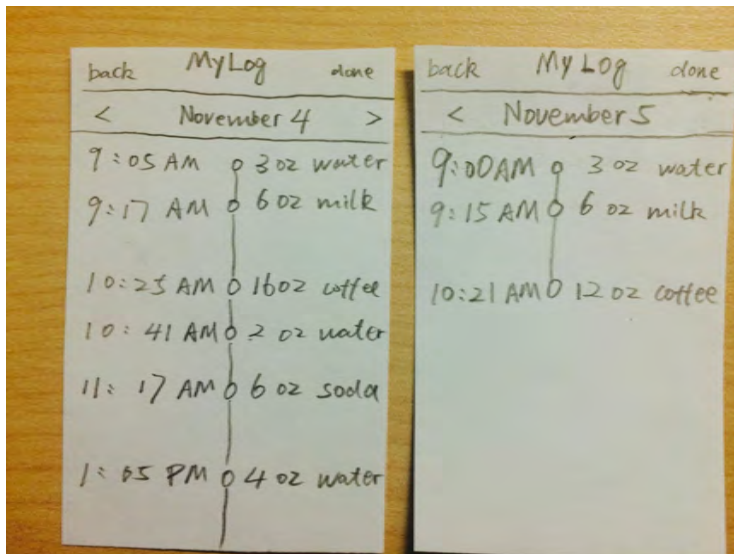 back MyLog done
< November 4 >
9:05 AM 3 oz water
9:17 AM 6 oz milk
10:25 AM 16 oz coffee
10:41 AM 2 oz water
11:17 AM 6 oz soda
1:05 PM 4 oz water
back My Log done
< November 5
9:00 AM 3 oz water
9:15 AM 6 oz milk
10:21 AM 12 oz coffee